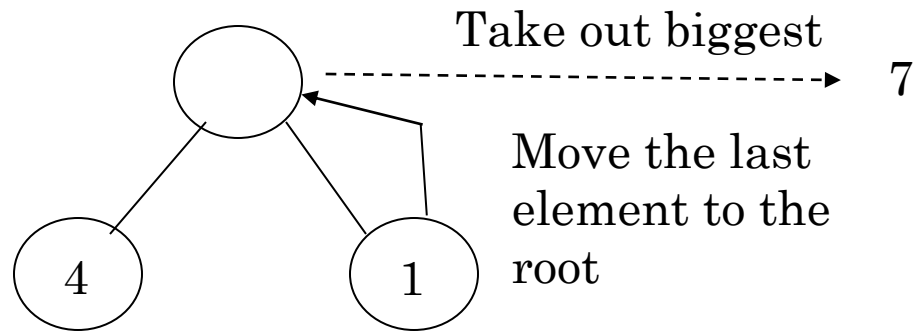 Take out biggest
7
Move the last
element to the
root
4
1